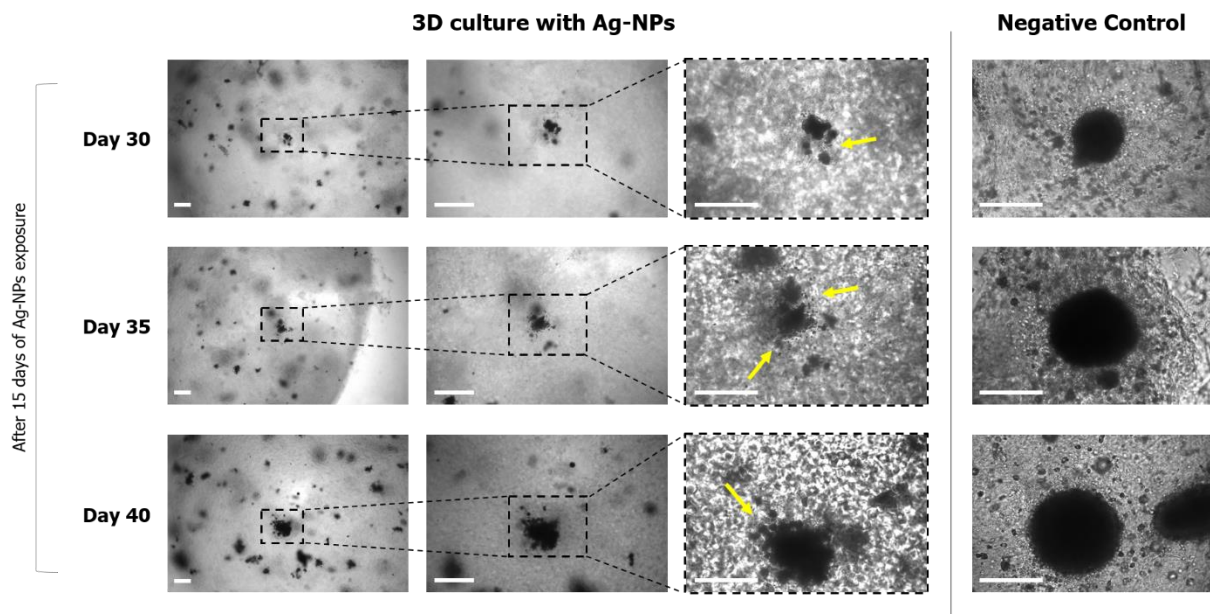 3D culture with Ag-NPs
Negative Control
After 15 days of Ag-NPs exposure
Day 30
Day 35
Day 40